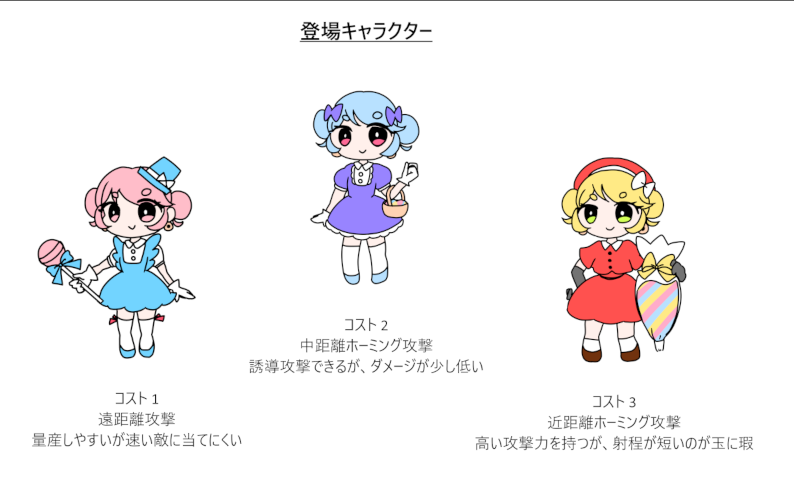 登場キャラクター
コスト1
遠距離攻撃
量産しやすいが速い敵に当てにくい
コスト2
中距離ホーミング攻撃
誘導攻撃できるが、ダメージが少し低い
コスト3
近距離ホーミング攻撃
高い攻撃力を持つが、射程が短いのが玉に瑕